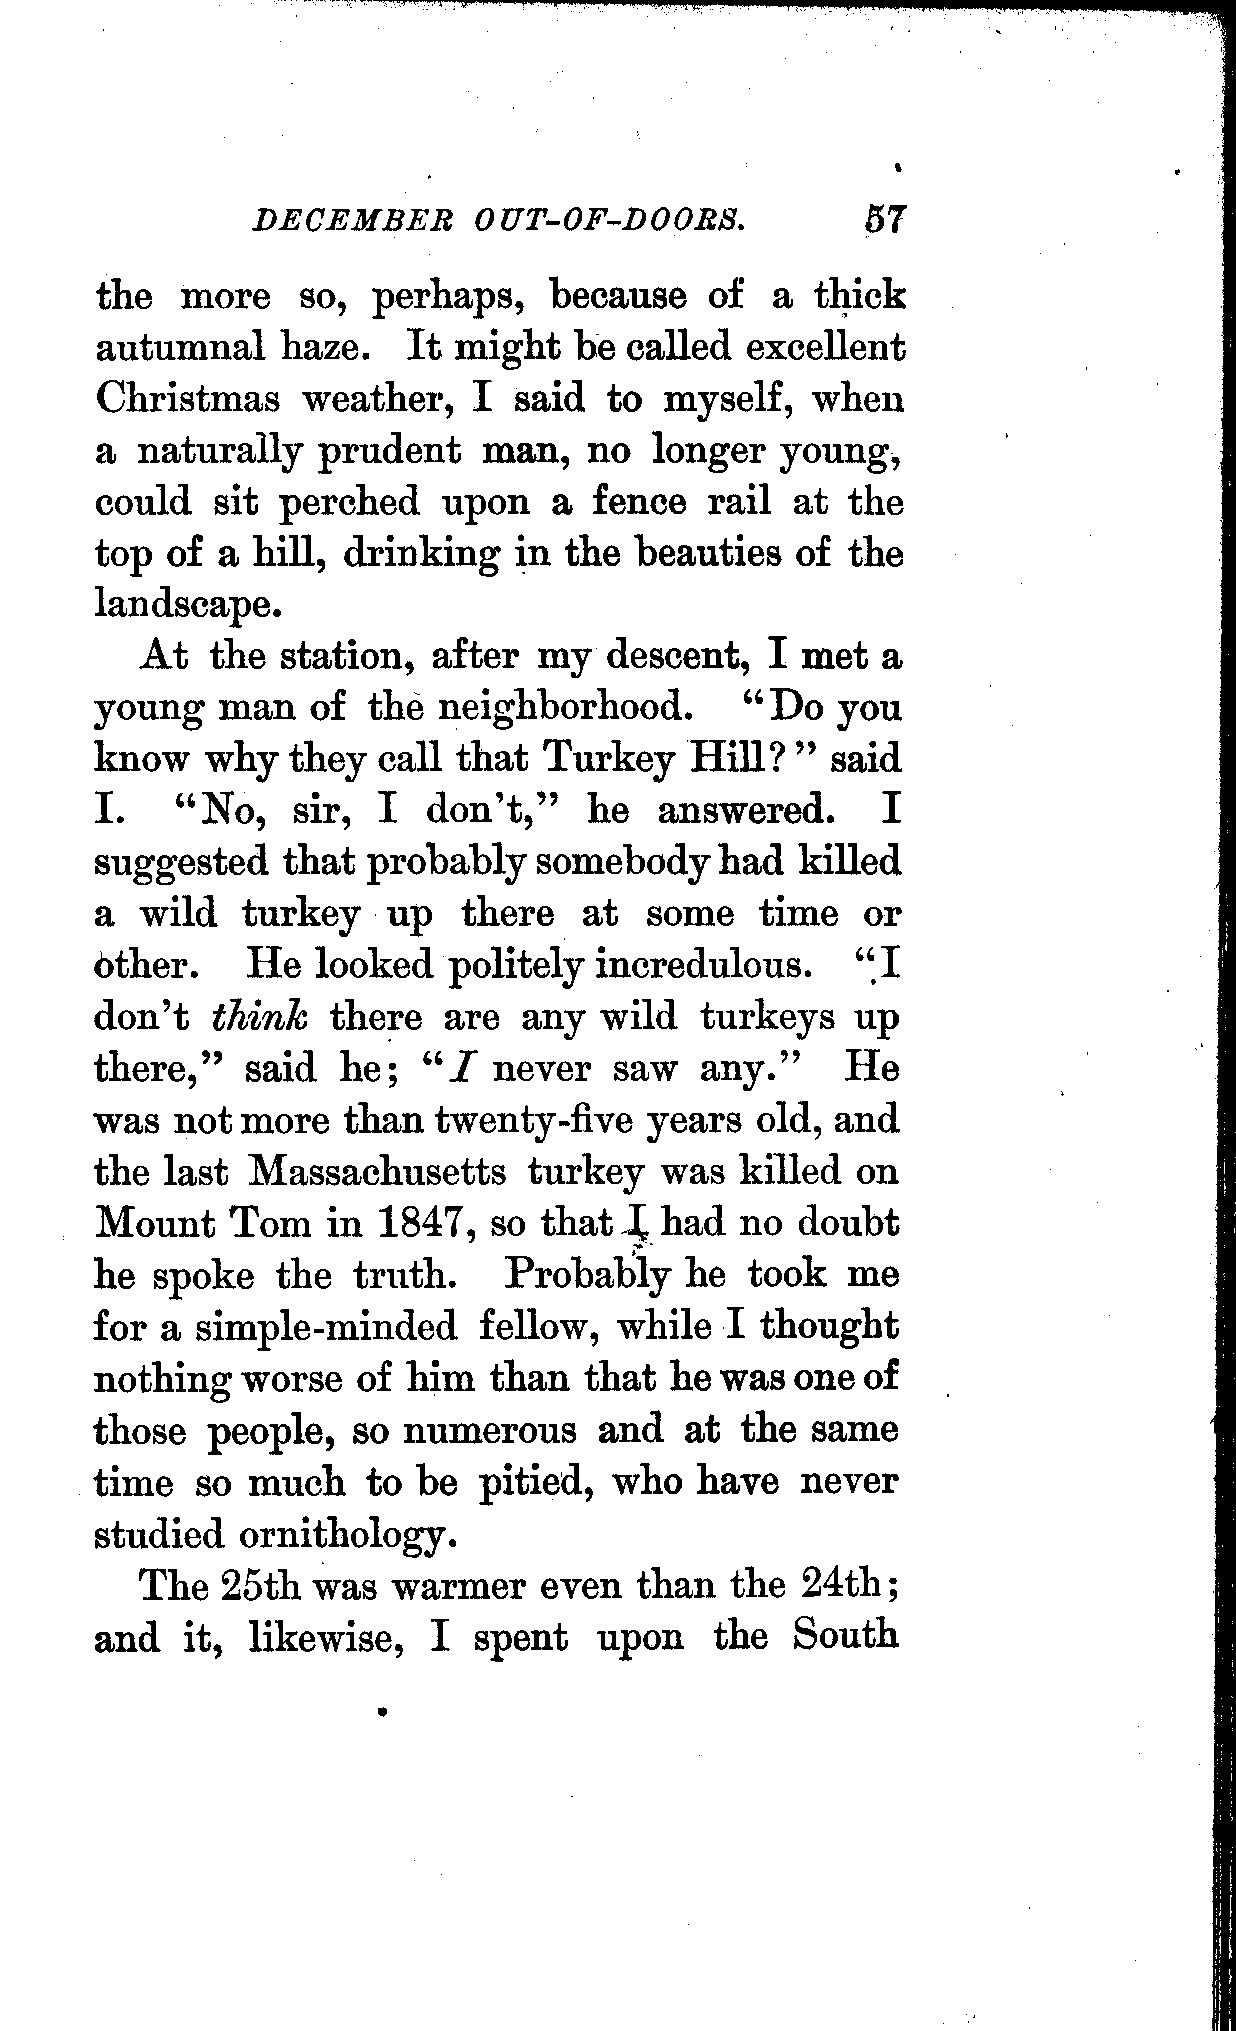 DECEMBER OUT-OF-DOORS. 57
the more so, perhaps, because of a thick
autumnal haze. It might be called excellent
Christmas weather, I said to myself, when
a naturally prudent man, no longer young,
could sit perched upon a fence rail at the
top of a hill, drinking in the beauties of the
landscape.
At the station, after my descent, I met a
young man of the neighborhood. "Do you
know why they call that Turkey Hill?" said
I. "No, sir, I don't," he answered. I
suggested that probably somebody had killed
a wild turkey up there at some time or
other. He looked politely incredulous. "I
don't think there are any wild turkeys up
there," said he; "I never saw any." He
was not more than twenty-five years old, and
the last Massachusetts turkey was killed on
Mount Tom in 1847, so that I had no doubt
he spoke the truth. Probably he took me
for a simple-minded fellow, while I thought
nothing worse of him than that he was one of
those people, so numerous and at the same
time so much to be pitied, who have never
studied ornithology.
The 25th was warmer even than the 24th;
and it, likewise, I spent upon the South